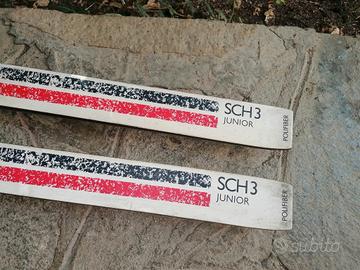 SCH3
JUNIOR
POLIFIBER
SCH3
JUNIOR
POLIFIBER
subito